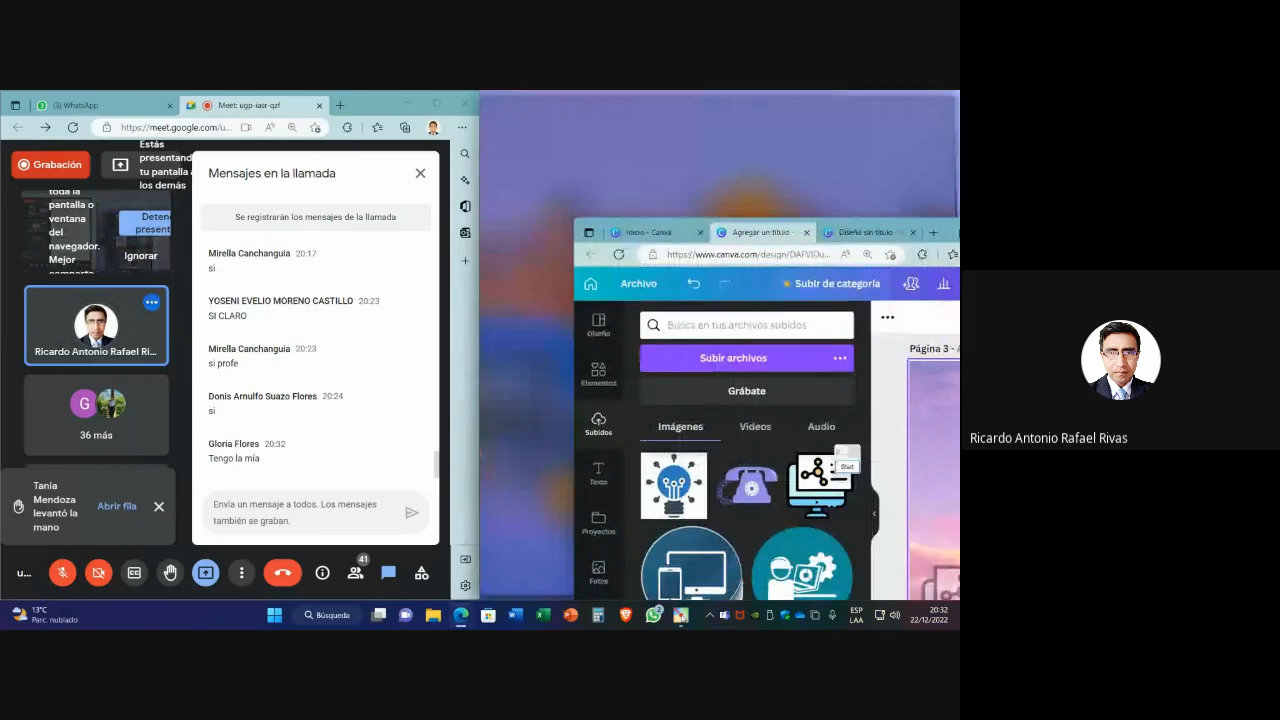 (3) WhatsApp
Meet: ugp-iasr-qzf
https://meet.google.com/u...
Grabación
Estás
presentand
tu pantalla a
los demás
toda la
pantalla o
ventana
del
navegador.
Mejor
Deten
present
Ignorar
Ricardo Antonio Rafael Ri...
G
36 más
Tania
Mendoza
levantó la
mano
Abrir fila
Mensajes en la llamada
Se registrarán los mensajes de la llamada
Mirella Canchanguia 20:17
si
YOSENI EVELIO MORENO CASTILLO 20:23
SI CLARO
Mirella Canchanguia 20:23
si profe
Donis Arnulfo Suazo Flores 20:24
si
Gloria Flores 20:32
Tengo la mía
Envía un mensaje a todos. Los mensajes
también se graban.
u...
41
Inicio - Canva
Agregar un título -
Diseño sin título -
https://www.canva.com/design/DAFViDu...
Archivo
Subir de categoría
Diseño
Elementos
Subidos
Texto
Proyectos
Fotos
Busca en tus archivos subidos
Subir archivos
Grábate
Imágenes
Videos
Audio
Start
Página 3 - A
13°C
Parc. nublado
Búsqueda
ESP
LAA
20:32
22/12/2022
Ricardo Antonio Rafael Rivas